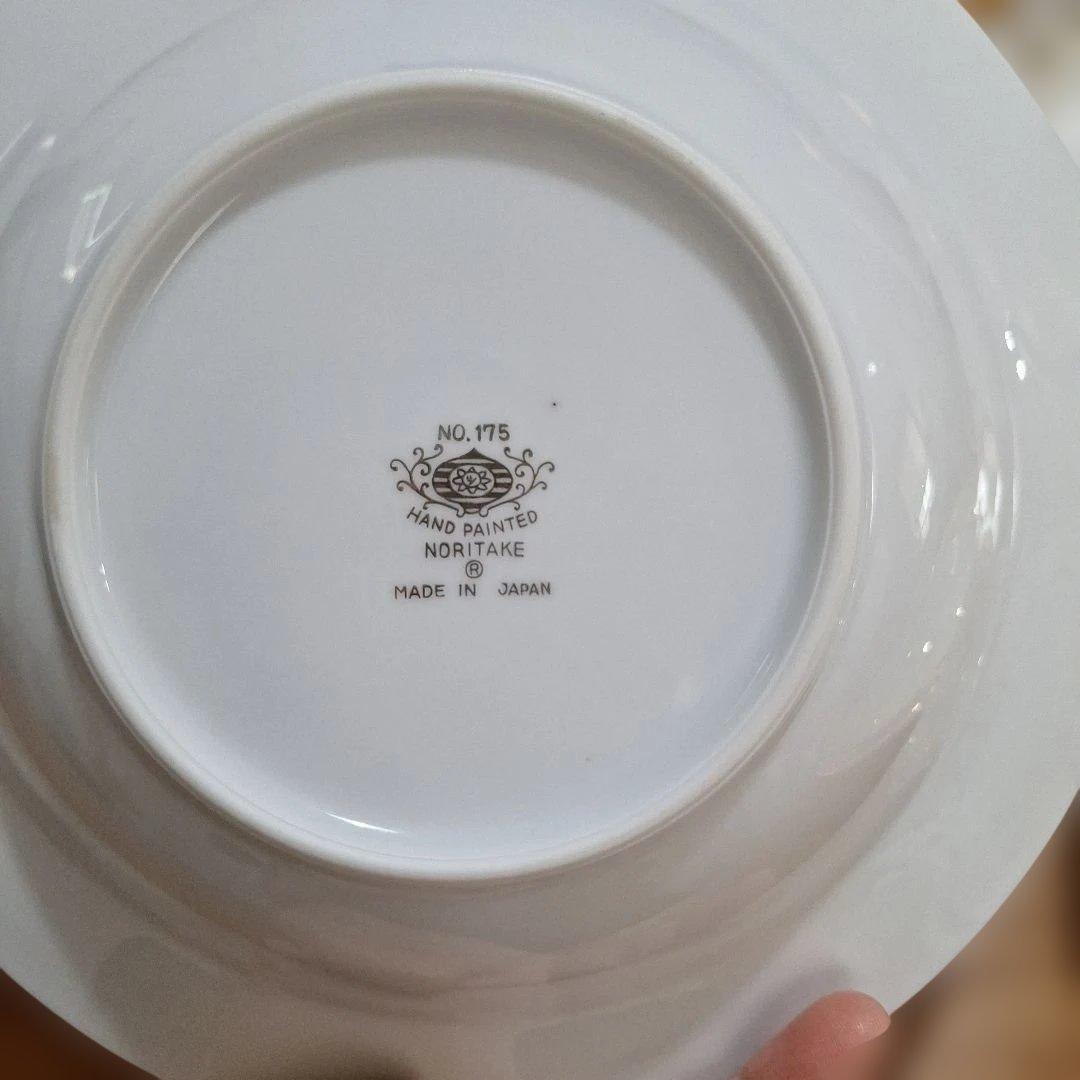 NO.175
HAND PAINTED
NORITAKE
®
MADE IN JAPAN